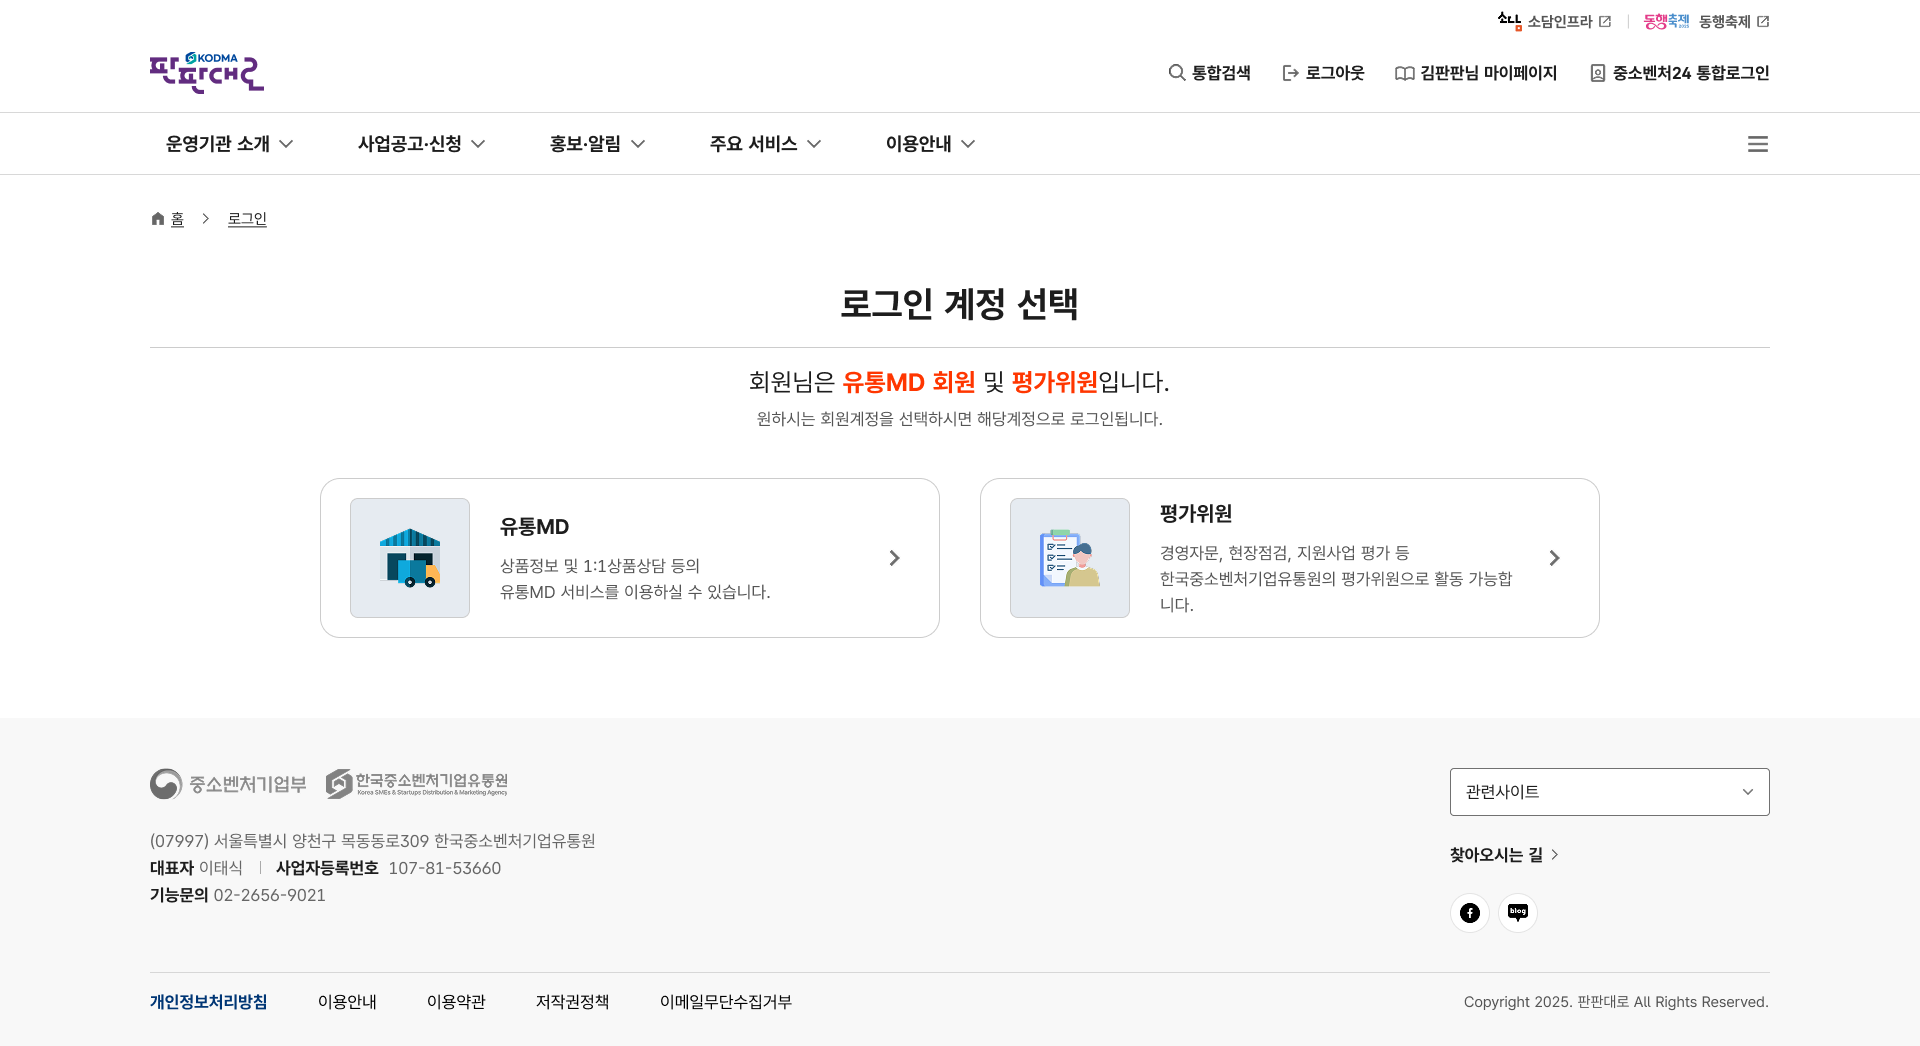 소담 소담인프라
동행축제 2025 동행축제
KODMA
판판대로
통합검색
로그아웃
김판판님 마이페이지
중소벤처24 통합로그인
운영기관 소개
사업공고·신청
홍보·알림
주요 서비스
이용안내
홈
로그인
로그인 계정 선택
회원님은 유통MD 회원 및 평가위원입니다.
원하시는 회원계정을 선택하시면 해당계정으로 로그인됩니다.
유통MD
상품정보 및 1:1상품상담 등의
유통MD 서비스를 이용하실 수 있습니다.
평가위원
경영자문, 현장점검, 지원사업 평가 등
한국중소벤처기업유통원의 평가위원으로 활동 가능합
니다.
중소벤처기업부
한국중소벤처기업유통원
Korea SMEs & Startups Distribution & Marketing Agency
(07997) 서울특별시 양천구 목동동로309 한국중소벤처기업유통원
대표자 이태식
사업자등록번호 107-81-53660
기능문의 02-2656-9021
관련사이트
찾아오시는 길
blog
개인정보처리방침
이용안내
이용약관
저작권정책
이메일무단수집거부
Copyright 2025. 판판대로 All Rights Reserved.